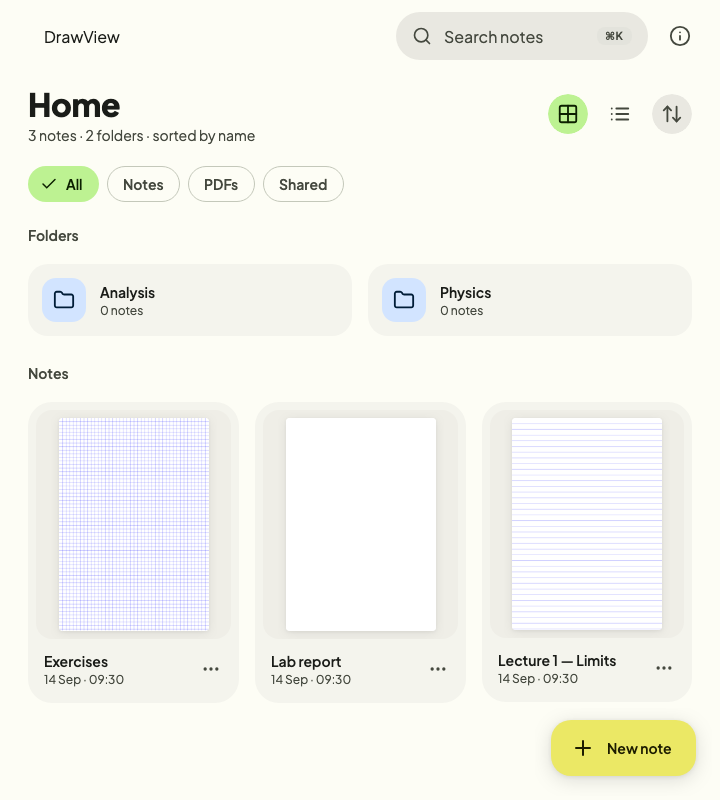 DrawView
Search notes
⌘K
Home
3 notes · 2 folders · sorted by name
All
Notes
PDFs
Shared
Folders
Analysis
0 notes
Physics
0 notes
Notes
Exercises
14 Sep · 09:30
Lab report
14 Sep · 09:30
Lecture 1 — Limits
14 Sep · 09:30
New note